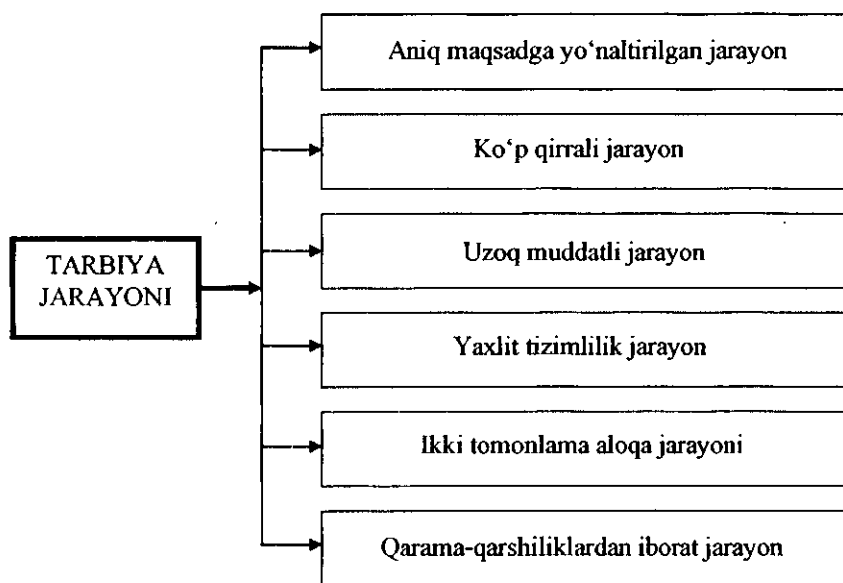 Aniq maqsadga yo‘naltirilgan jarayon
Ko‘p qirrali jarayon
Uzoq muddatli jarayon
TARBIYA
JARAYONI
Yaxlit tizimlilik jarayon
Ikki tomonlama aloqa jarayoni
Qarama-qarshiliklardan iborat jarayon